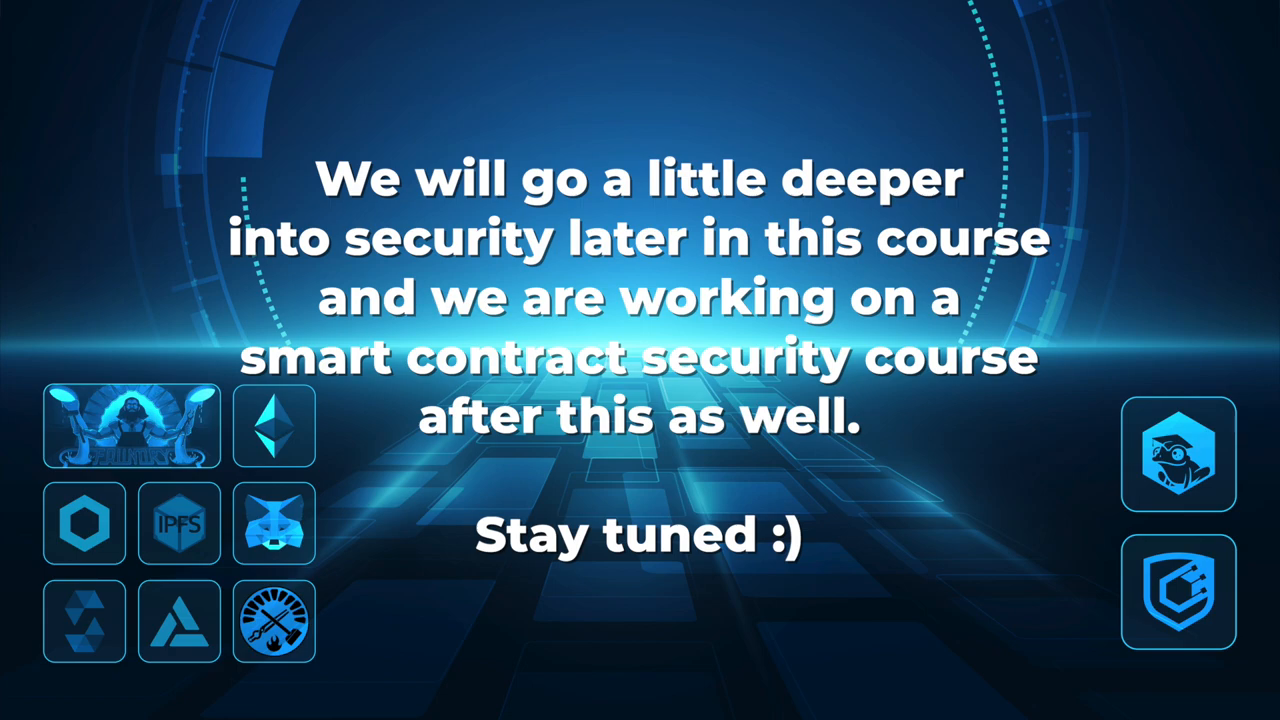 We will go a little deeper
into security later in this course
and we are working on a
smart contract security course
after this as well.
Stay tuned :)
FOUNDRY
IPFS